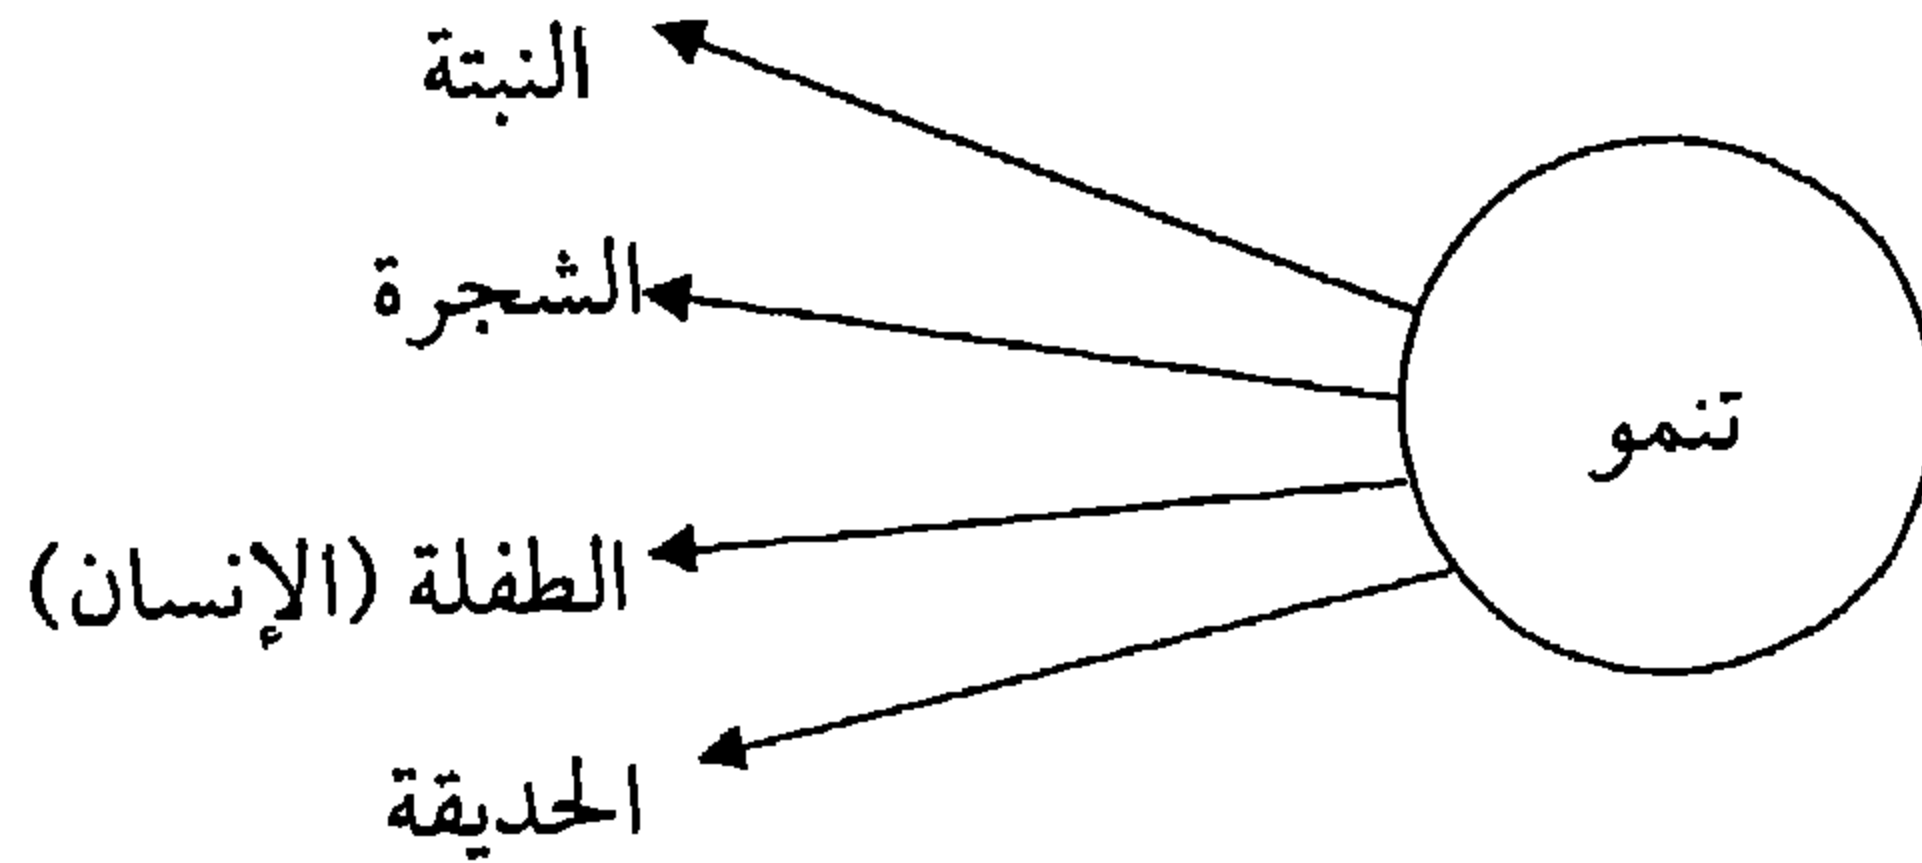 النبتة
الشجرة
تنمو
الطفلة (الإنسان)
الحديقة